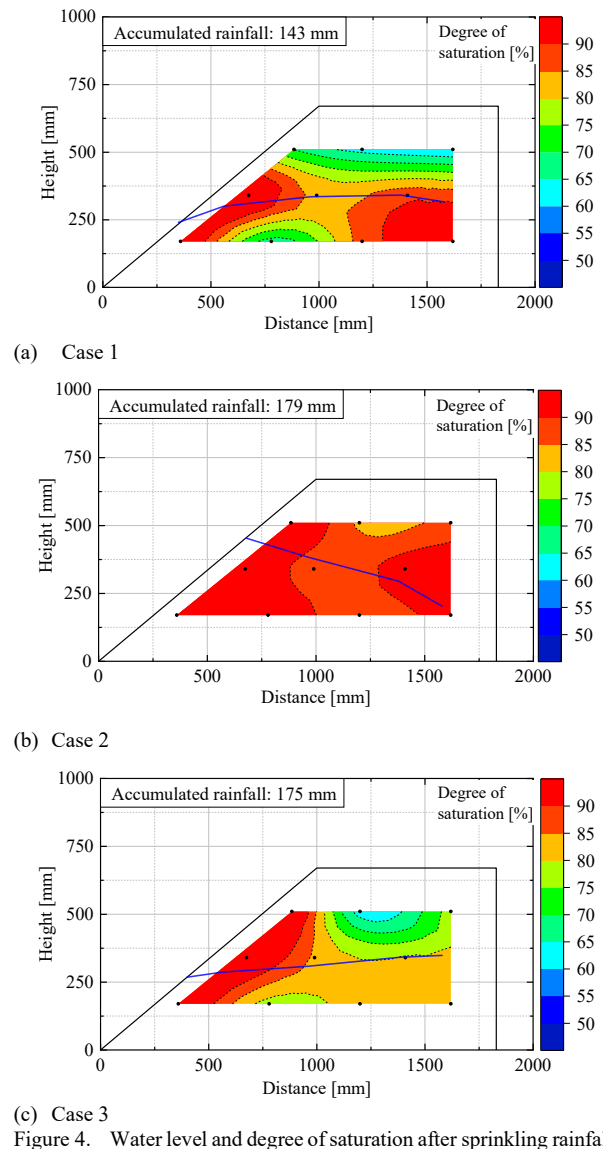 1000
Accumulated rainfall: 143 mm
Degree of
saturation [%]
750
500
250
0
Height [mm]
0 500 1000 1500 2000
Distance [mm]
90
85
80
75
70
65
60
55
50
(a) Case 1
1000
Accumulated rainfall: 179 mm
Degree of
saturation [%]
750
500
250
0
Height [mm]
0 500 1000 1500 2000
Distance [mm]
90
85
80
75
70
65
60
55
50
(b) Case 2
1000
Accumulated rainfall: 175 mm
Degree of
saturation [%]
750
500
250
0
Height [mm]
0 500 1000 1500 2000
Distance [mm]
90
85
80
75
70
65
60
55
50
(c) Case 3
Figure 4. Water level and degree of saturation after sprinkling rainfal